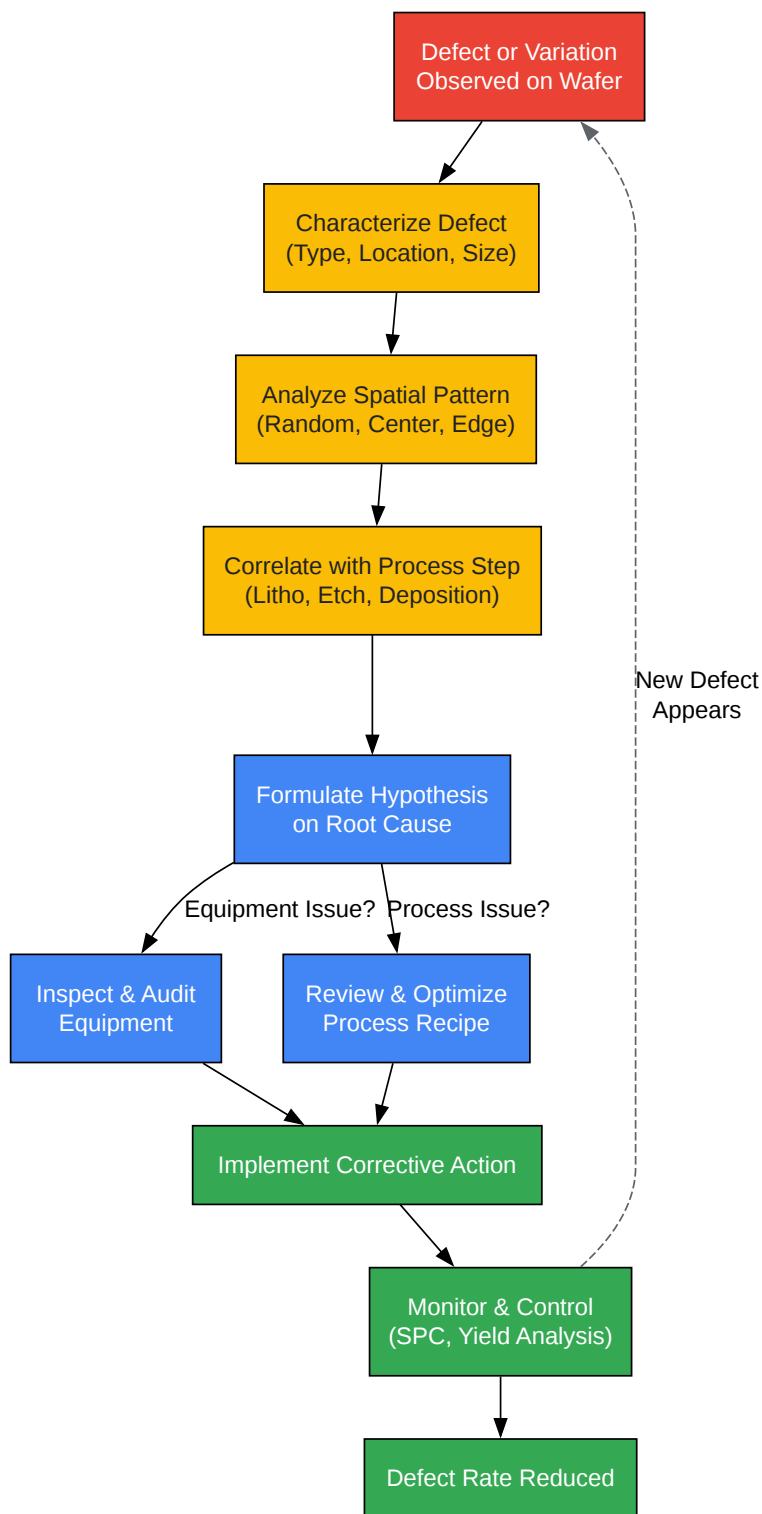 Defect or Variation
Observed on Wafer
Characterize Defect
(Type, Location, Size)
Analyze Spatial Pattern
(Random, Center, Edge)
Correlate with Process Step
(Litho, Etch, Deposition)
New Defect
Appears
Formulate Hypothesis
on Root Cause
Equipment Issue?
Process Issue?
Inspect & Audit
Equipment
Review & Optimize
Process Recipe
Implement Corrective Action
Monitor & Control
(SPC, Yield Analysis)
Defect Rate Reduced